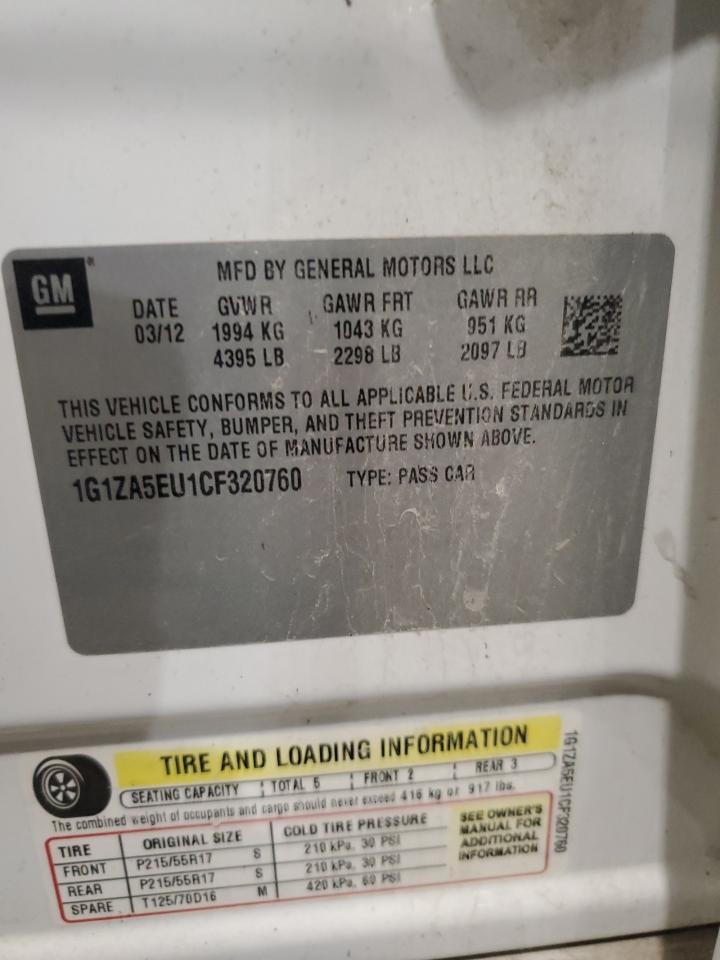 GM®
MFD BY GENERAL MOTORS LLC
DATE GVWR GAWR FRT GAWR RR
03/12 1994 KG 1043 KG 951 KG
4395 LB 2298 LB 2097 LB
THIS VEHICLE CONFORMS TO ALL APPLICABLE U.S. FEDERAL MOTOR
VEHICLE SAFETY, BUMPER, AND THEFT PREVENTION STANDARDS IN
EFFECT ON THE DATE OF MANUFACTURE SHOWN ABOVE.
1G1ZA5EU1CF320760 TYPE: PASS CAR
TIRE AND LOADING INFORMATION
SEATING CAPACITY TOTAL 5 FRONT 2 REAR 3
The combined weight of occupants and cargo should never exceed 416 kg or 917 lbs.
TIRE ORIGINAL SIZE COLD TIRE PRESSURE
FRONT P215/55R17 S 210 kPa, 30 PSI
REAR P215/55R17 S 210 kPa, 30 PSI
SPARE T125/70D16 M 420 kPa, 60 PSI
SEE OWNER'S
MANUAL FOR
ADDITIONAL
INFORMATION
1G1ZA5EU1CF320760